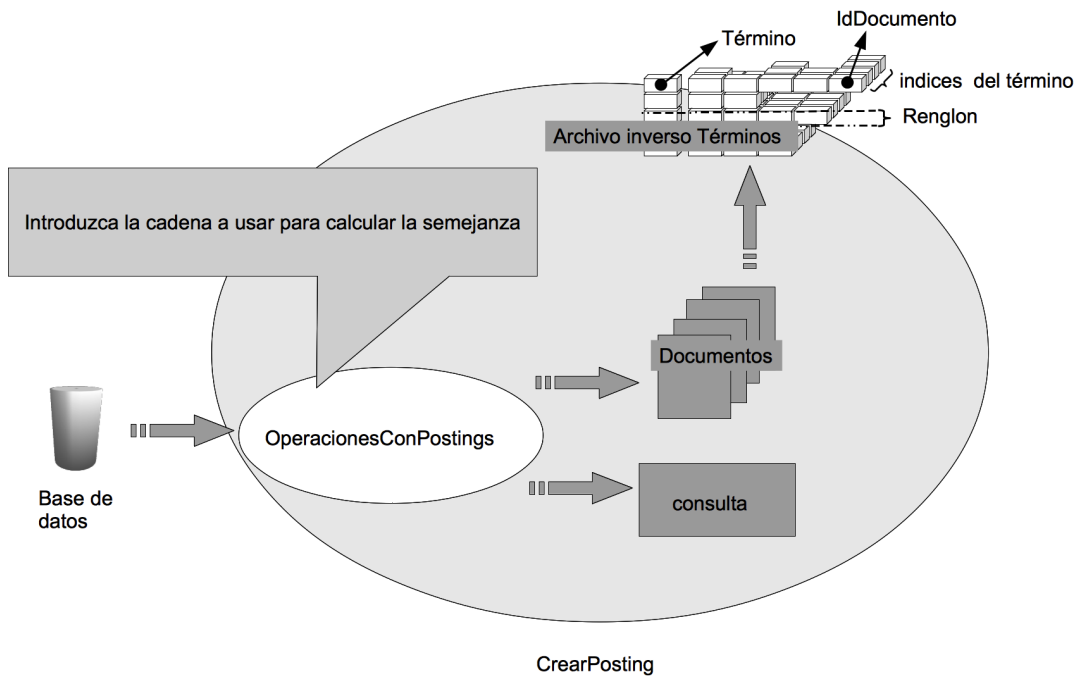 IdDocumento
Término
indices del término
Renglon
Archivo inverso Términos
Introduzca la cadena a usar para calcular la semejanza
Documentos
OperacionesConPostings
Base de
datos
consulta
CrearPosting